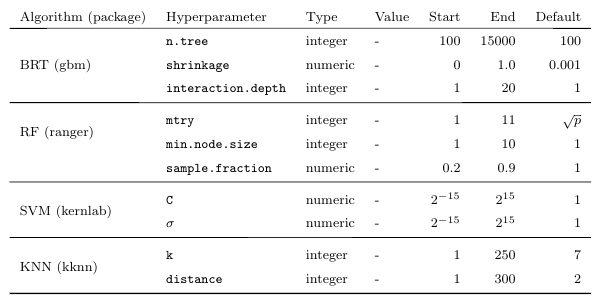 Algorithm (package) Hyperparameter Type Value Start End Default
n.tree integer - 100 15000 100
BRT (gbm) shrinkage numeric - 0 1.0 0.001
interaction.depth integer - 1 20 1
mtry integer - 1 11 √p
RF (ranger) min.node.size integer - 1 10 1
sample.fraction numeric - 0.2 0.9 1
C numeric - 2^{-15} 2^{15} 1
SVM (kernlab) σ numeric - 2^{-15} 2^{15} 1
k integer - 1 250 7
KNN (kknn) distance integer - 1 300 2